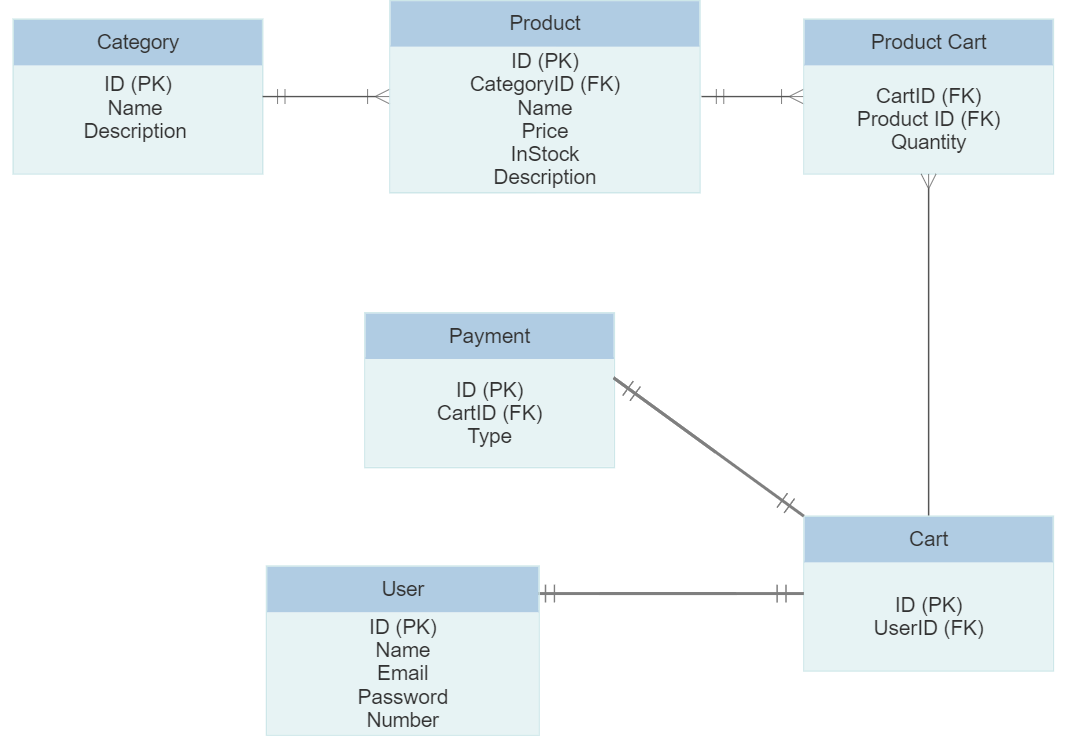 Category
ID (PK)
Name
Description
Product
ID (PK)
CategoryID (FK)
Name
Price
InStock
Description
Product Cart
CartID (FK)
Product ID (FK)
Quantity
Payment
ID (PK)
CartID (FK)
Type
Cart
ID (PK)
UserID (FK)
User
ID (PK)
Name
Email
Password
Number